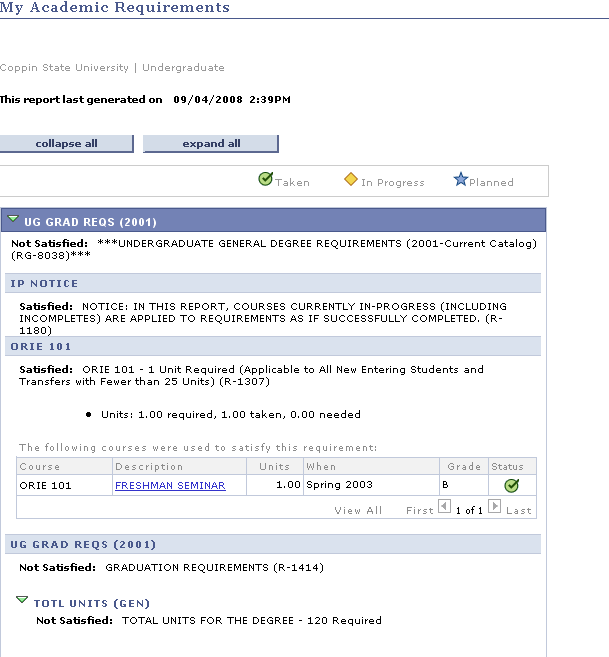 My Academic Requirements
Coppin State University | Undergraduate
This report last generated on 09/04/2008 2:39PM
collapse all expand all
Taken In Progress Planned
UG GRAD REQS (2001)
Not Satisfied: ***UNDERGRADUATE GENERAL DEGREE REQUIREMENTS (2001-Current Catalog)
(RG-8038)***
IP NOTICE
Satisfied: NOTICE: IN THIS REPORT, COURSES CURRENTLY IN-PROGRESS (INCLUDING
INCOMPLETES) ARE APPLIED TO REQUIREMENTS AS IF SUCCESSFULLY COMPLETED. (R-
1180)
ORIE 101
Satisfied: ORIE 101 - 1 Unit Required (Applicable to All New Entering Students and
Transfers with Fewer than 25 Units) (R-1307)
• Units: 1.00 required, 1.00 taken, 0.00 needed
The following courses were used to satisfy this requirement:
Course Description Units When Grade Status
ORIE 101 FRESHMAN SEMINAR 1.00 Spring 2003 B
View All First 1 of 1 Last
UG GRAD REQS (2001)
Not Satisfied: GRADUATION REQUIREMENTS (R-1414)
TOTL UNITS (GEN)
Not Satisfied: TOTAL UNITS FOR THE DEGREE - 120 Required